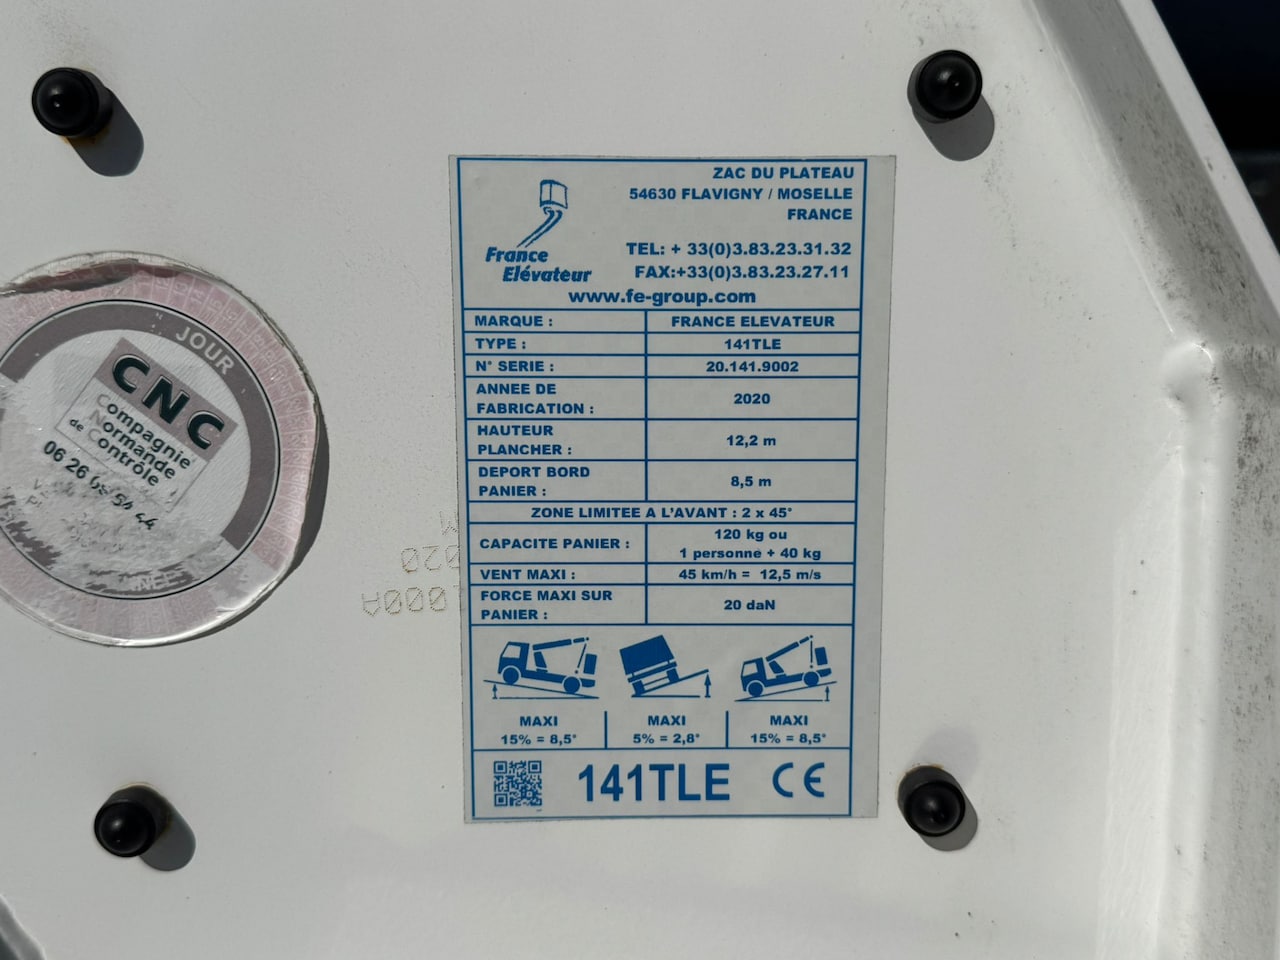 ZAC DU PLATEAU
54630 FLAVIGNY / MOSELLE
FRANCE
TEL: + 33(0)3.83.23.31.32
FAX:+33(0)3.83.23.27.11
France
Elévateur
www.fe-group.com
MARQUE : FRANCE ELEVATEUR
TYPE : 141TLE
N° SERIE : 20.141.9002
ANNEE DE
FABRICATION : 2020
HAUTEUR
PLANCHER : 12,2 m
DEPORT BORD
PANIER : 8,5 m
ZONE LIMITEE A L'AVANT : 2 x 45°
CAPACITE PANIER : 120 kg ou
1 personne + 40 kg
VENT MAXI : 45 km/h = 12,5 m/s
FORCE MAXI SUR
PANIER : 20 daN
MAXI MAXI MAXI
15% = 8,5° 5% = 2,8° 15% = 8,5°
141TLE CE
JOUR
CNC
Compagnie
Normande
de Contrôle
06 26